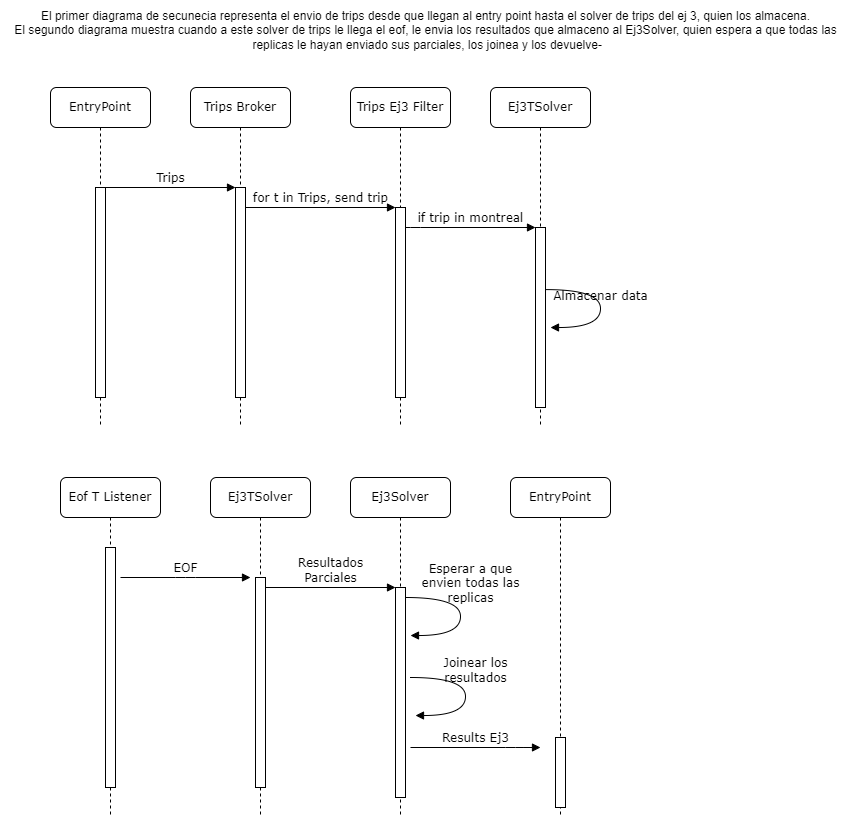 El primer diagrama de secunecia representa el envio de trips desde que llegan al entry point hasta el solver de trips del ej 3, quien los almacena.
El segundo diagrama muestra cuando a este solver de trips le llega el eof, le envia los resultados que almaceno al Ej3Solver, quien espera a que todas las
replicas le hayan enviado sus parciales, los joinea y los devuelve-
EntryPoint
Trips Broker
Trips Ej3 Filter
Ej3TSolver
Trips
for t in Trips, send trip
if trip in montreal
Almacenar data
Eof T Listener
Ej3TSolver
Ej3Solver
EntryPoint
EOF
Resultados
Parciales
Esperar a que
envien todas las
replicas
Joinear los
resultados
Results Ej3